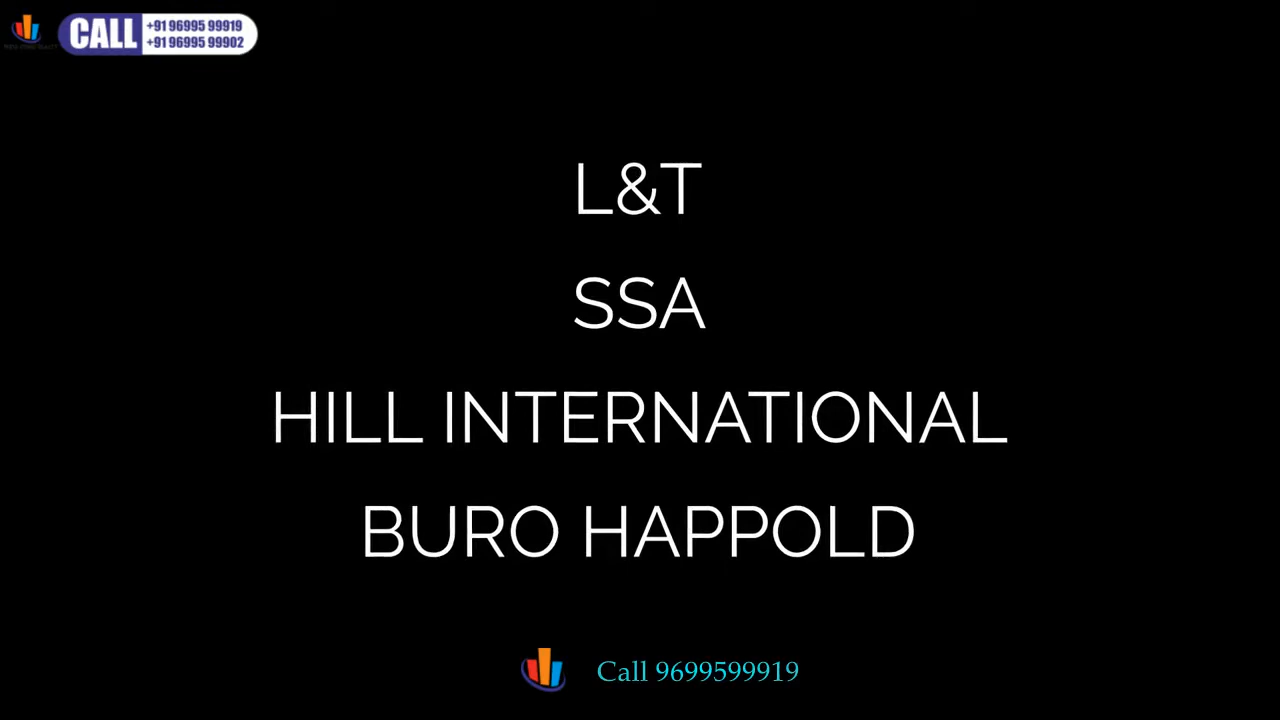 CALL
+91 96995 99919
+91 96995 99902
L&T
SSA
HILL INTERNATIONAL
BURO HAPPOLD
Call 9699599919